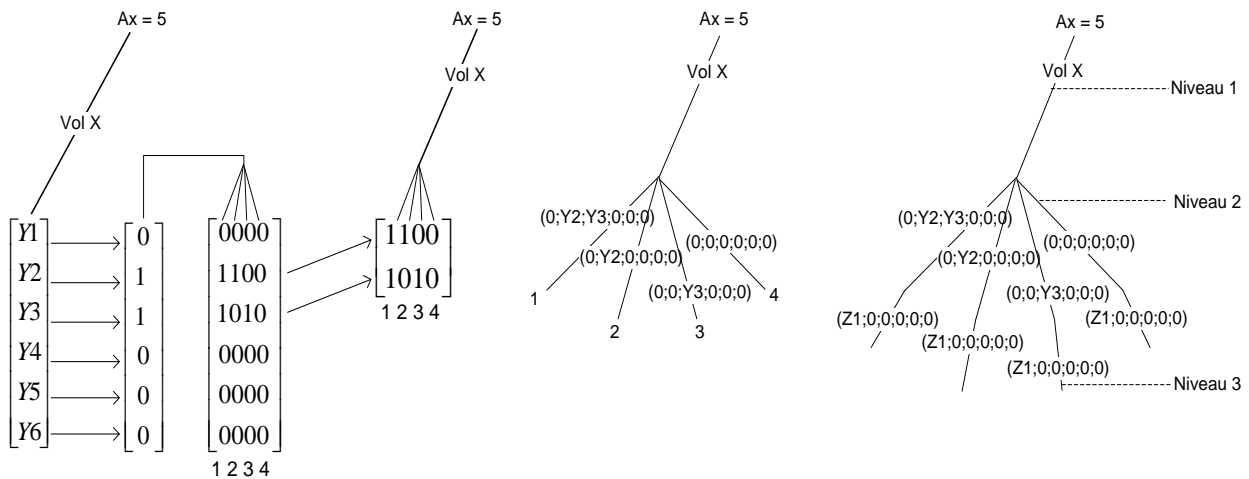 Ax = 5
Vol X
Y1
Y2
Y3
Y4
Y5
Y6
0
1
1
0
0
0
0000
1100
1010
0000
0000
0000
1 2 3 4
Ax = 5
Vol X
1100
1010
1 2 3 4
Ax = 5
Vol X
(0;Y2;Y3;0;0;0)
(0;Y2;0;0;0;0)
(0;0;Y3;0;0;0)
(0;0;0;0;0;0)
1
2
3
4
Ax = 5
Vol X
Niveau 1
Niveau 2
(0;Y2;Y3;0;0;0)
(0;Y2;0;0;0;0)
(0;0;Y3;0;0;0)
(0;0;0;0;0;0)
(Z1;0;0;0;0;0)
(Z1;0;0;0;0;0)
(Z1;0;0;0;0;0)
(Z1;0;0;0;0;0)
Niveau 3